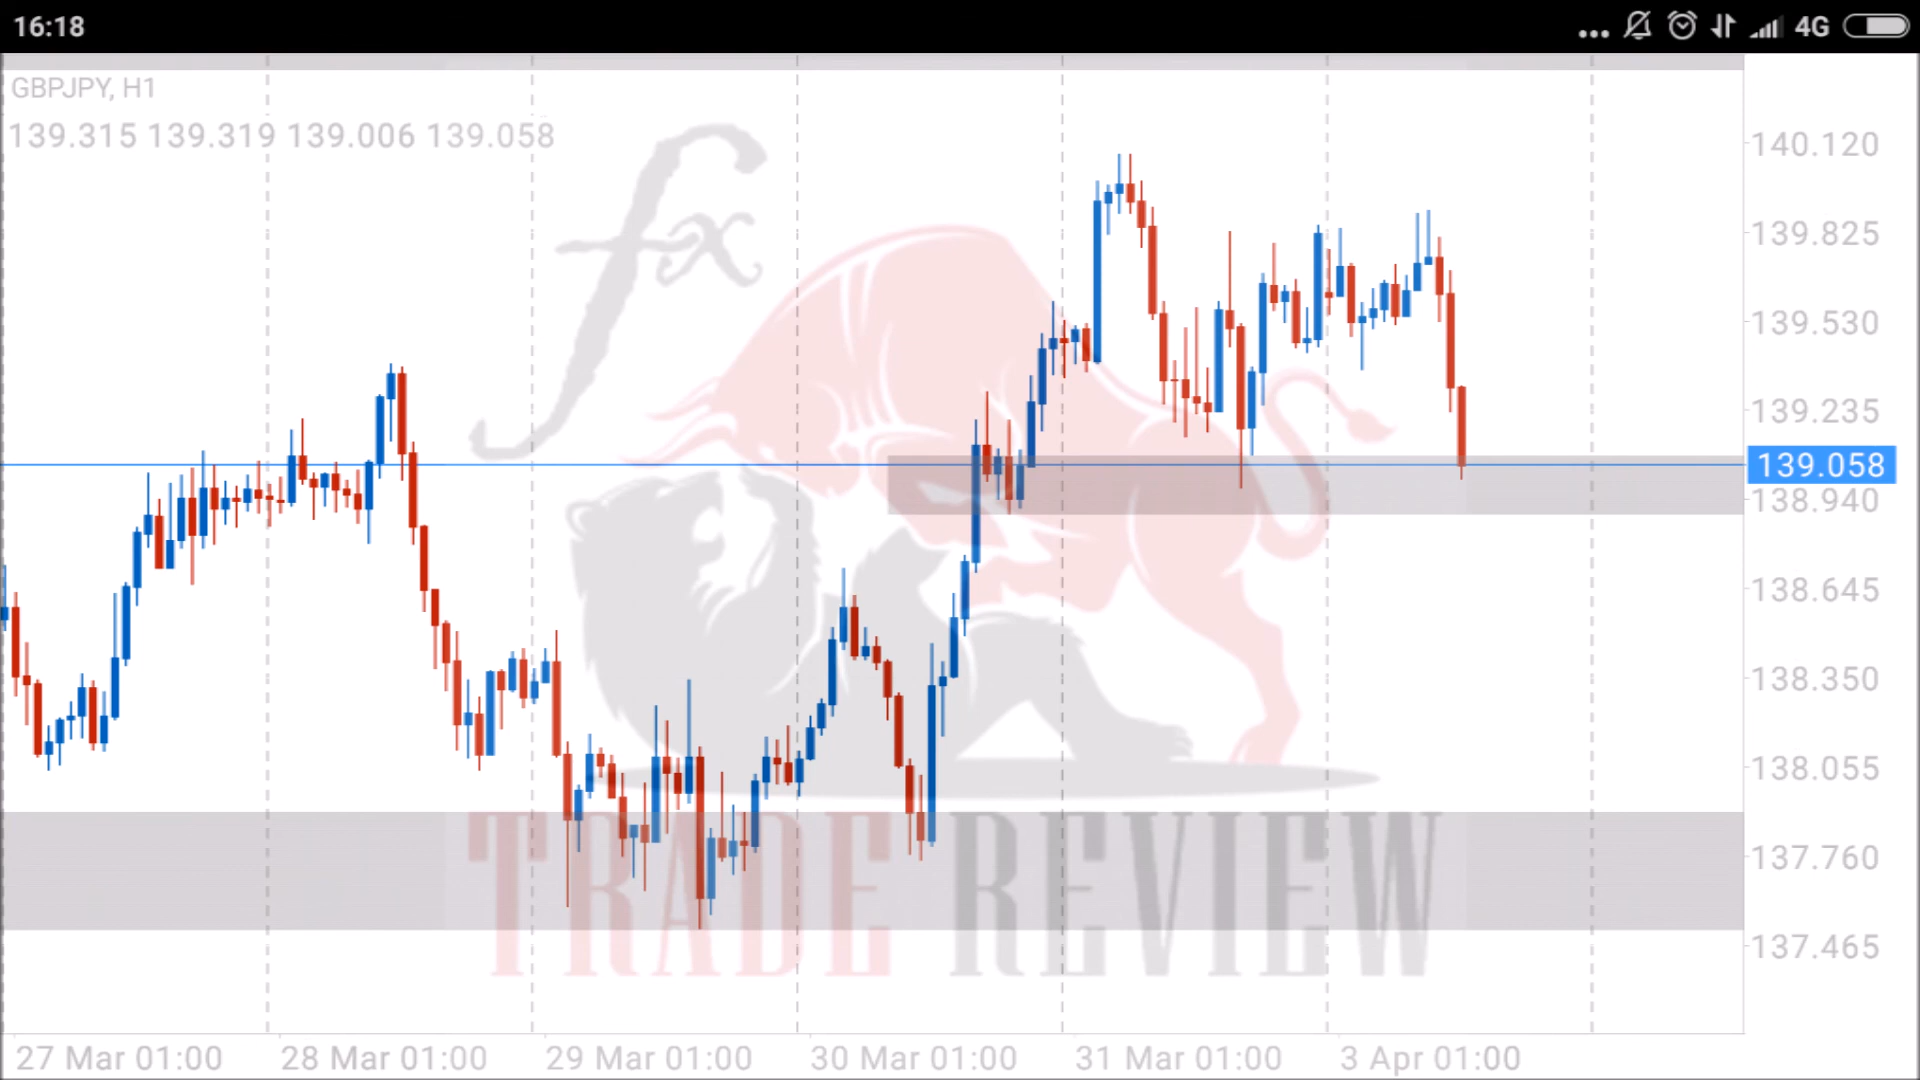 16:18
4G
GBPJPY, H1
139.315 139.319 139.006 139.058
fx
140.120
139.825
139.530
139.235
139.058
138.940
138.645
138.350
138.055
137.760
TRADE REVIEW
137.465
27 Mar 01:00 28 Mar 01:00 29 Mar 01:00 30 Mar 01:00 31 Mar 01:00 3 Apr 01:00